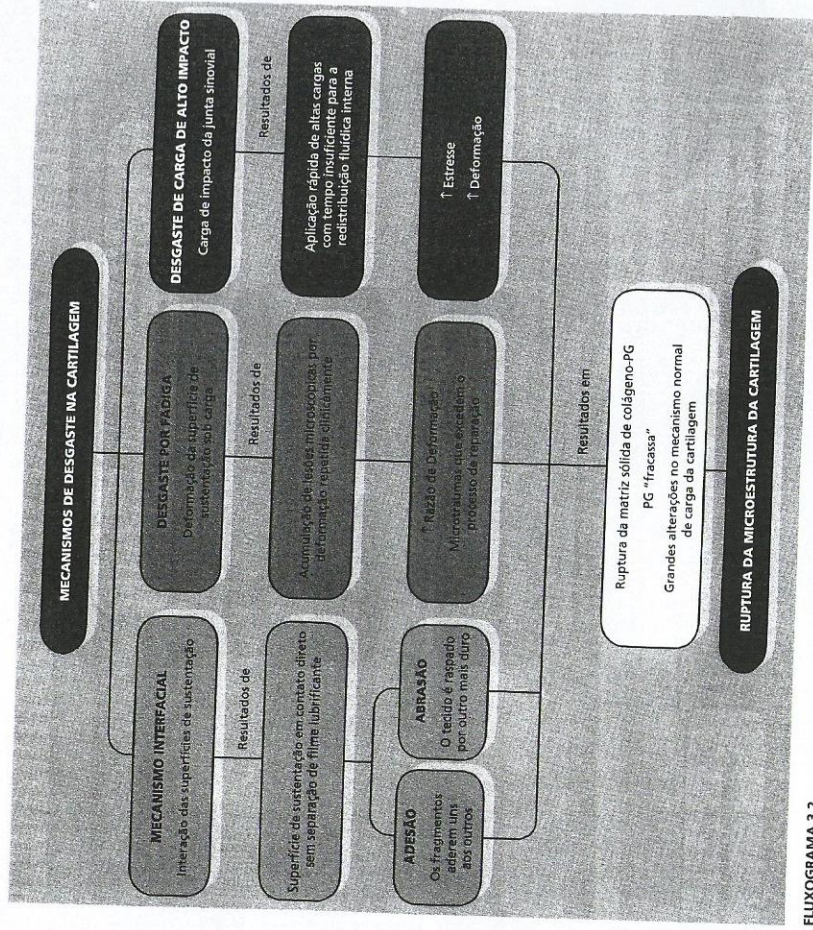 MECANISMOS DE DESGASTE NA CARTILAGEM
MECANISMO INTERFACIAL
Interação das superfícies de sustentação
Resultados de
Superfície de sustentação em contato direto
sem separação de filme lubrificante
ADESÃO
Os fragmentos
aderem uns
aos outros
ABRASÃO
O tecido é raspado
por outro mais duro
DESGASTE POR FADIGA
Deformação da superfície de
sustentação sob carga
Resultados de
Acumulação de lesões microscópicas por
deformação repetida clinicamente
↑ Razão de Deformação
Microtraumas que excedem o
processo de reparação
DESGASTE DE CARGA DE ALTO IMPACTO
Carga de impacto da junta sinovial
Resultados de
Aplicação rápida de altas cargas
com tempo insuficiente para a
redistribuição fluídica interna
↑ Estresse
↑ Deformação
Resultados em
Ruptura da matriz sólida de colágeno-PG
PG "fracassa"
Grandes alterações no mecanismo normal
de carga da cartilagem
RUPTURA DA MICROESTRUTURA DA CARTILAGEM
FLUXOGRAMA 3.2